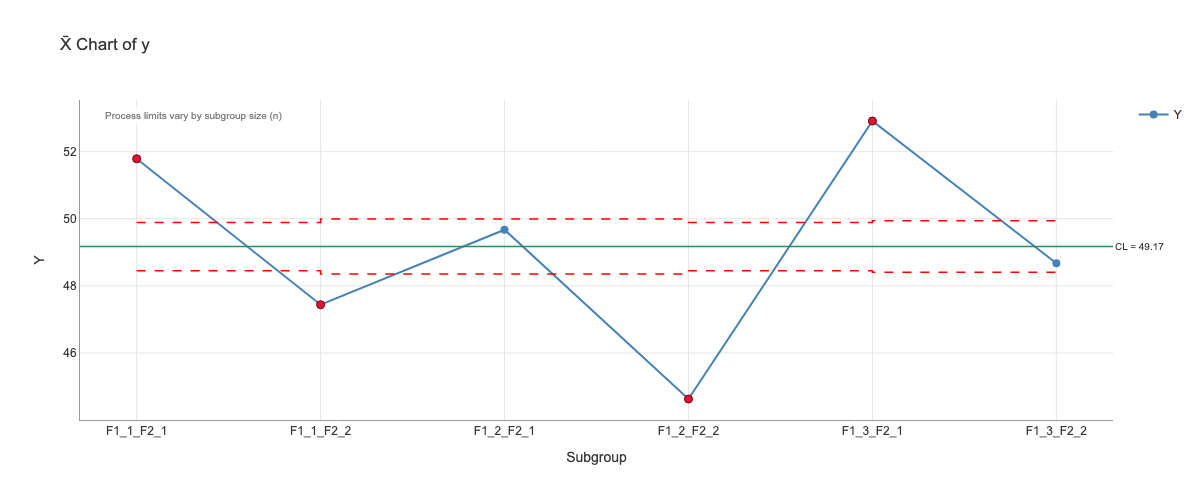 X̄ Chart of y
Process limits vary by subgroup size (n)
Y
52
50
48
46
Y
CL = 49.17
F1_1_F2_1
F1_1_F2_2
F1_2_F2_1
F1_2_F2_2
F1_3_F2_1
F1_3_F2_2
Subgroup